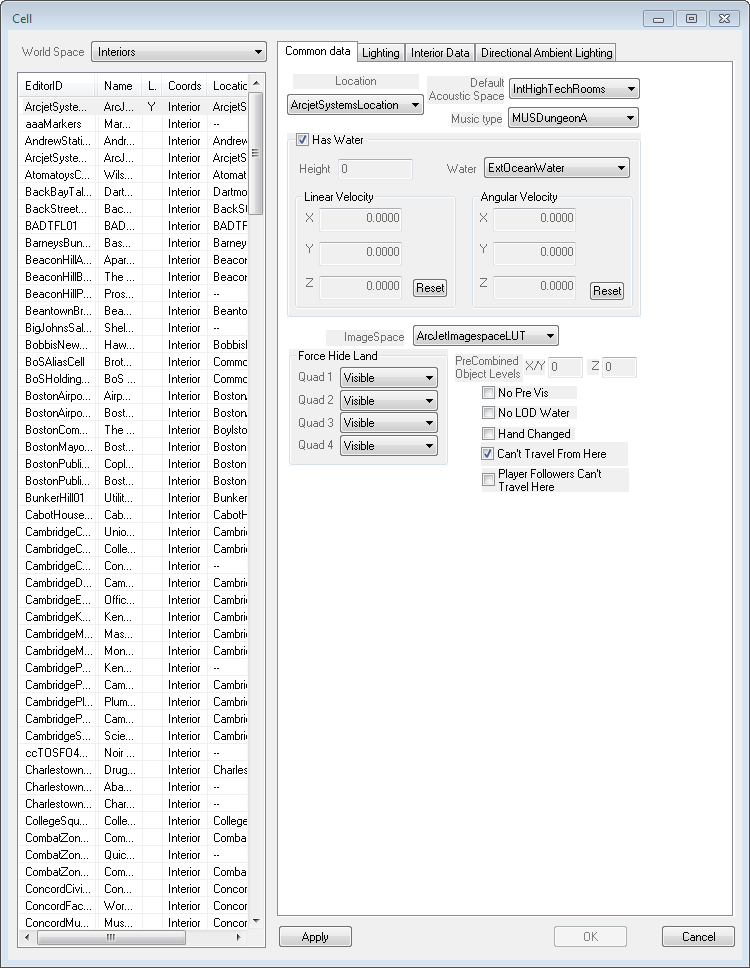 Cell
World Space Interiors
EditorID Name L. Coords Locatic
ArcjetSyste... ArcJ... Y Interior ArcjetS
aaaMarkers Mar... Interior --
AndrewStati... Andr... Interior Andrew
ArcjetSyste... ArcJ... Interior ArcjetS
AtomatoysC... Wils... Interior Atomat
BackBayTal... Dart... Interior Dartmo
BackStreet... Bac... Interior BackSt
BADTFL01 BAD... Interior BADTF
BarneysBun... Bas... Interior Barney
BeaconHillA... Apar... Interior Beacor
BeaconHillB... The ... Interior Beacor
BeaconHillP... Pros... Interior --
BeantownBr... Bea... Interior Beanto
BigJohnsSal... Shel... Interior --
BobbisNew... Haw... Interior Bobbisl
BoSAliasCell Brot... Interior Commo
BoSHolding... BoS ... Interior Commo
BostonAirpo... Airp... Interior Boston
BostonAirpo... Bost... Interior Boston
BostonCom... The ... Interior Boylsto
BostonMayo... Bost... Interior Boston
BostonPubli... Copl... Interior Boston
BostonPubli... Bost... Interior Boston
BunkerHill01 Utilit... Interior Bunker
CabotHouse... Cab... Interior CabotH
CambridgeC... Unio... Interior Cambri
CambridgeC... Colle... Interior Cambri
CambridgeC... Con... Interior --
CambridgeD... Cam... Interior Cambri
CambridgeE... Offic... Interior Cambri
CambridgeK... Ken... Interior Cambri
CambridgeM... Mas... Interior Cambri
CambridgeM... Mon... Interior Cambri
CambridgeP... Ken... Interior --
CambridgeP... Cam... Interior Cambri
CambridgePl... Plum... Interior Cambri
CambridgeP... Cam... Interior Cambri
CambridgeS... Scie... Interior Cambri
ccTOSFO4... Noir ... Interior --
Charlestown... Drug... Interior Charles
Charlestown... Aba... Interior --
Charlestown... Char... Interior --
CollegeSqu... Colle... Interior College
CombatZon... Com... Interior Comba
CombatZon... Quic... Interior --
CombatZon... Com... Interior Comba
ConcordCivi... Con... Interior Concor
ConcordFac... Wor... Interior Concor
ConcordMu... Mus... Interior Concor
Common data Lighting Interior Data Directional Ambient Lighting
Location
ArcjetSystemsLocation
Default
Acoustic Space IntHighTechRooms
Music type MUSDungeonA
Has Water
Height 0 Water ExtOceanWater
Linear Velocity
X 0.0000
Y 0.0000
Z 0.0000 Reset
Angular Velocity
X 0.0000
Y 0.0000
Z 0.0000 Reset
ImageSpace ArcJetImagespaceLUT
Force Hide Land
Quad 1 Visible
Quad 2 Visible
Quad 3 Visible
Quad 4 Visible
PreCombined
Object Levels X/Y 0 Z 0
No Pre Vis
No LOD Water
Hand Changed
Can't Travel From Here
Player Followers Can't
Travel Here
Apply OK Cancel